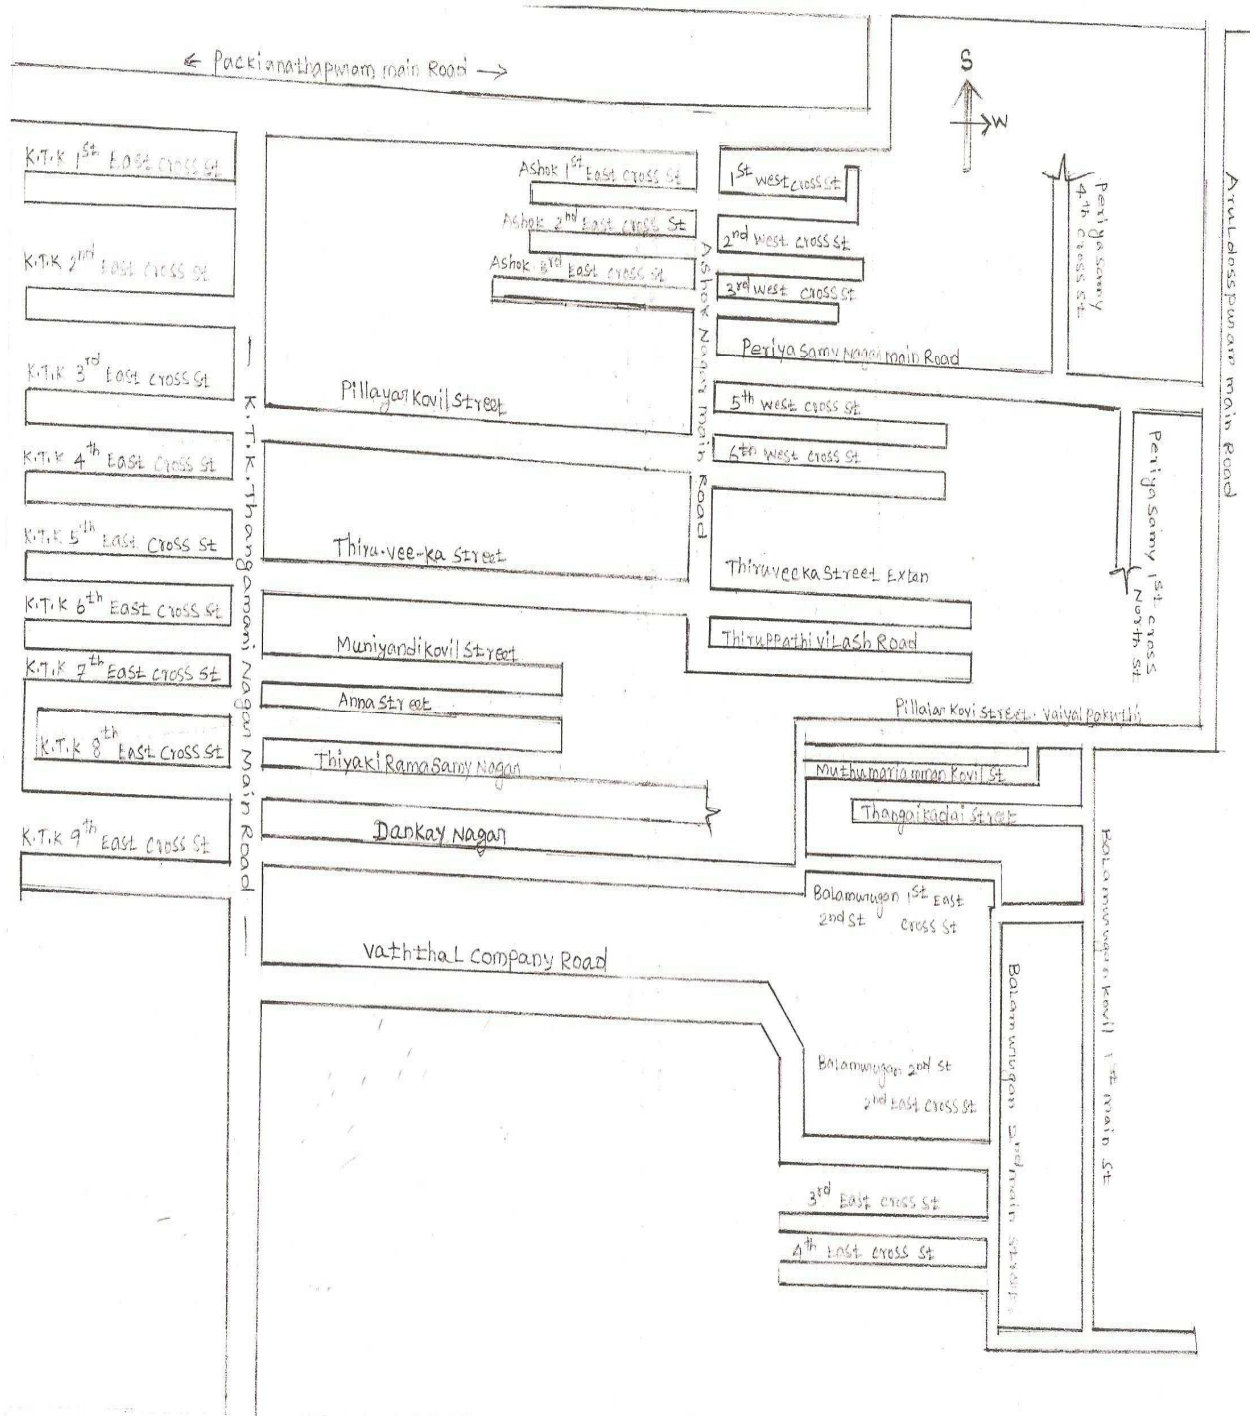 ← Packianathapuram main Road →
S
W
K.T.K 1st East Cross St
K.T.K 2nd East Cross St
K.T.K 3rd East Cross St
K.T.K 4th East Cross St
K.T.K 5th East Cross St
K.T.K 6th East Cross St
K.T.K 7th East Cross St
K.T.K 8th East Cross St
K.T.K 9th East Cross St
K.T.K. Thangamani Nagar Main Road
Ashok 1st East Cross St
Ashok 2nd East Cross St
Ashok 3rd East Cross St
Ashok Nagar main Road
1st West cross St
2nd West cross St
3rd West cross St
Periya Samy Nagar main Road
5th West cross St
6th West cross St
Periyasamy
4th Cross St
Aruldosspuram main Road
Periyasamy 1st cross
North St
Pillayar Kovil Street
Thiru-vee-ka Street
Thiruveeka Street Extan
Thiruppathi Vilash Road
Muniyandi kovil Street
Anna Street
Thiyaki Rama Samy Nagar
Dankay Nagar
Vaththal Company Road
Pillaiar Kovi Street. Vaivalpakuthi
Muthumariamman Kovil St
Thangaikadai Street
Balamurugan 1st East
2nd St Cross St
Balamurugan Kovil 1st main St
Balamurugan 2nd main Street.
Balamurugan 2nd St
2nd East Cross St
3rd East Cross St
4th East Cross St